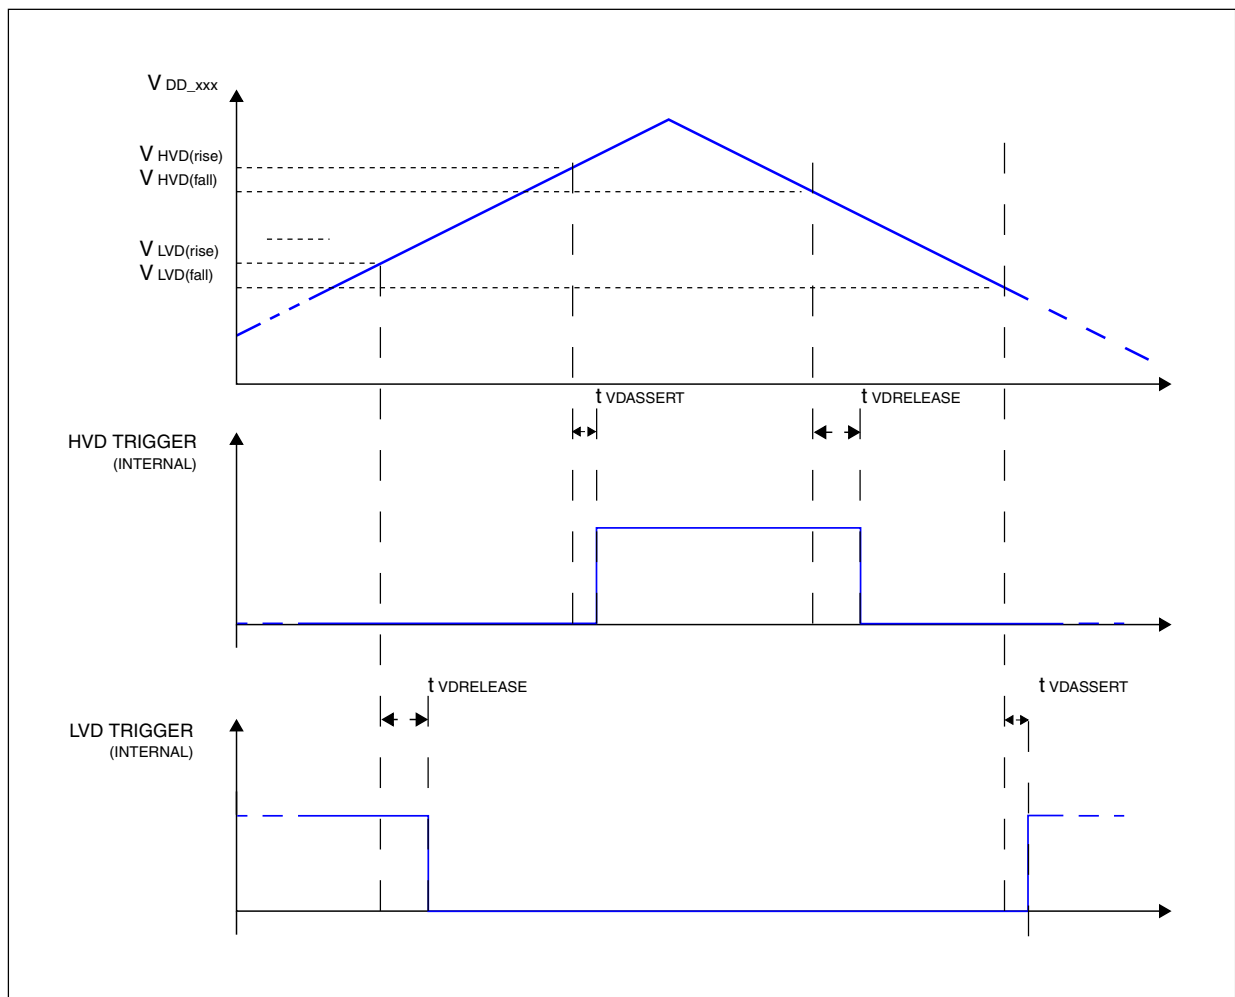 V DD_xxx
V HVD(rise)
V HVD(fall)
V LVD(rise)
V LVD(fall)
t VDASSERT
t VDRELEASE
HVD TRIGGER
(INTERNAL)
t VDRELEASE
t VDASSERT
LVD TRIGGER
(INTERNAL)